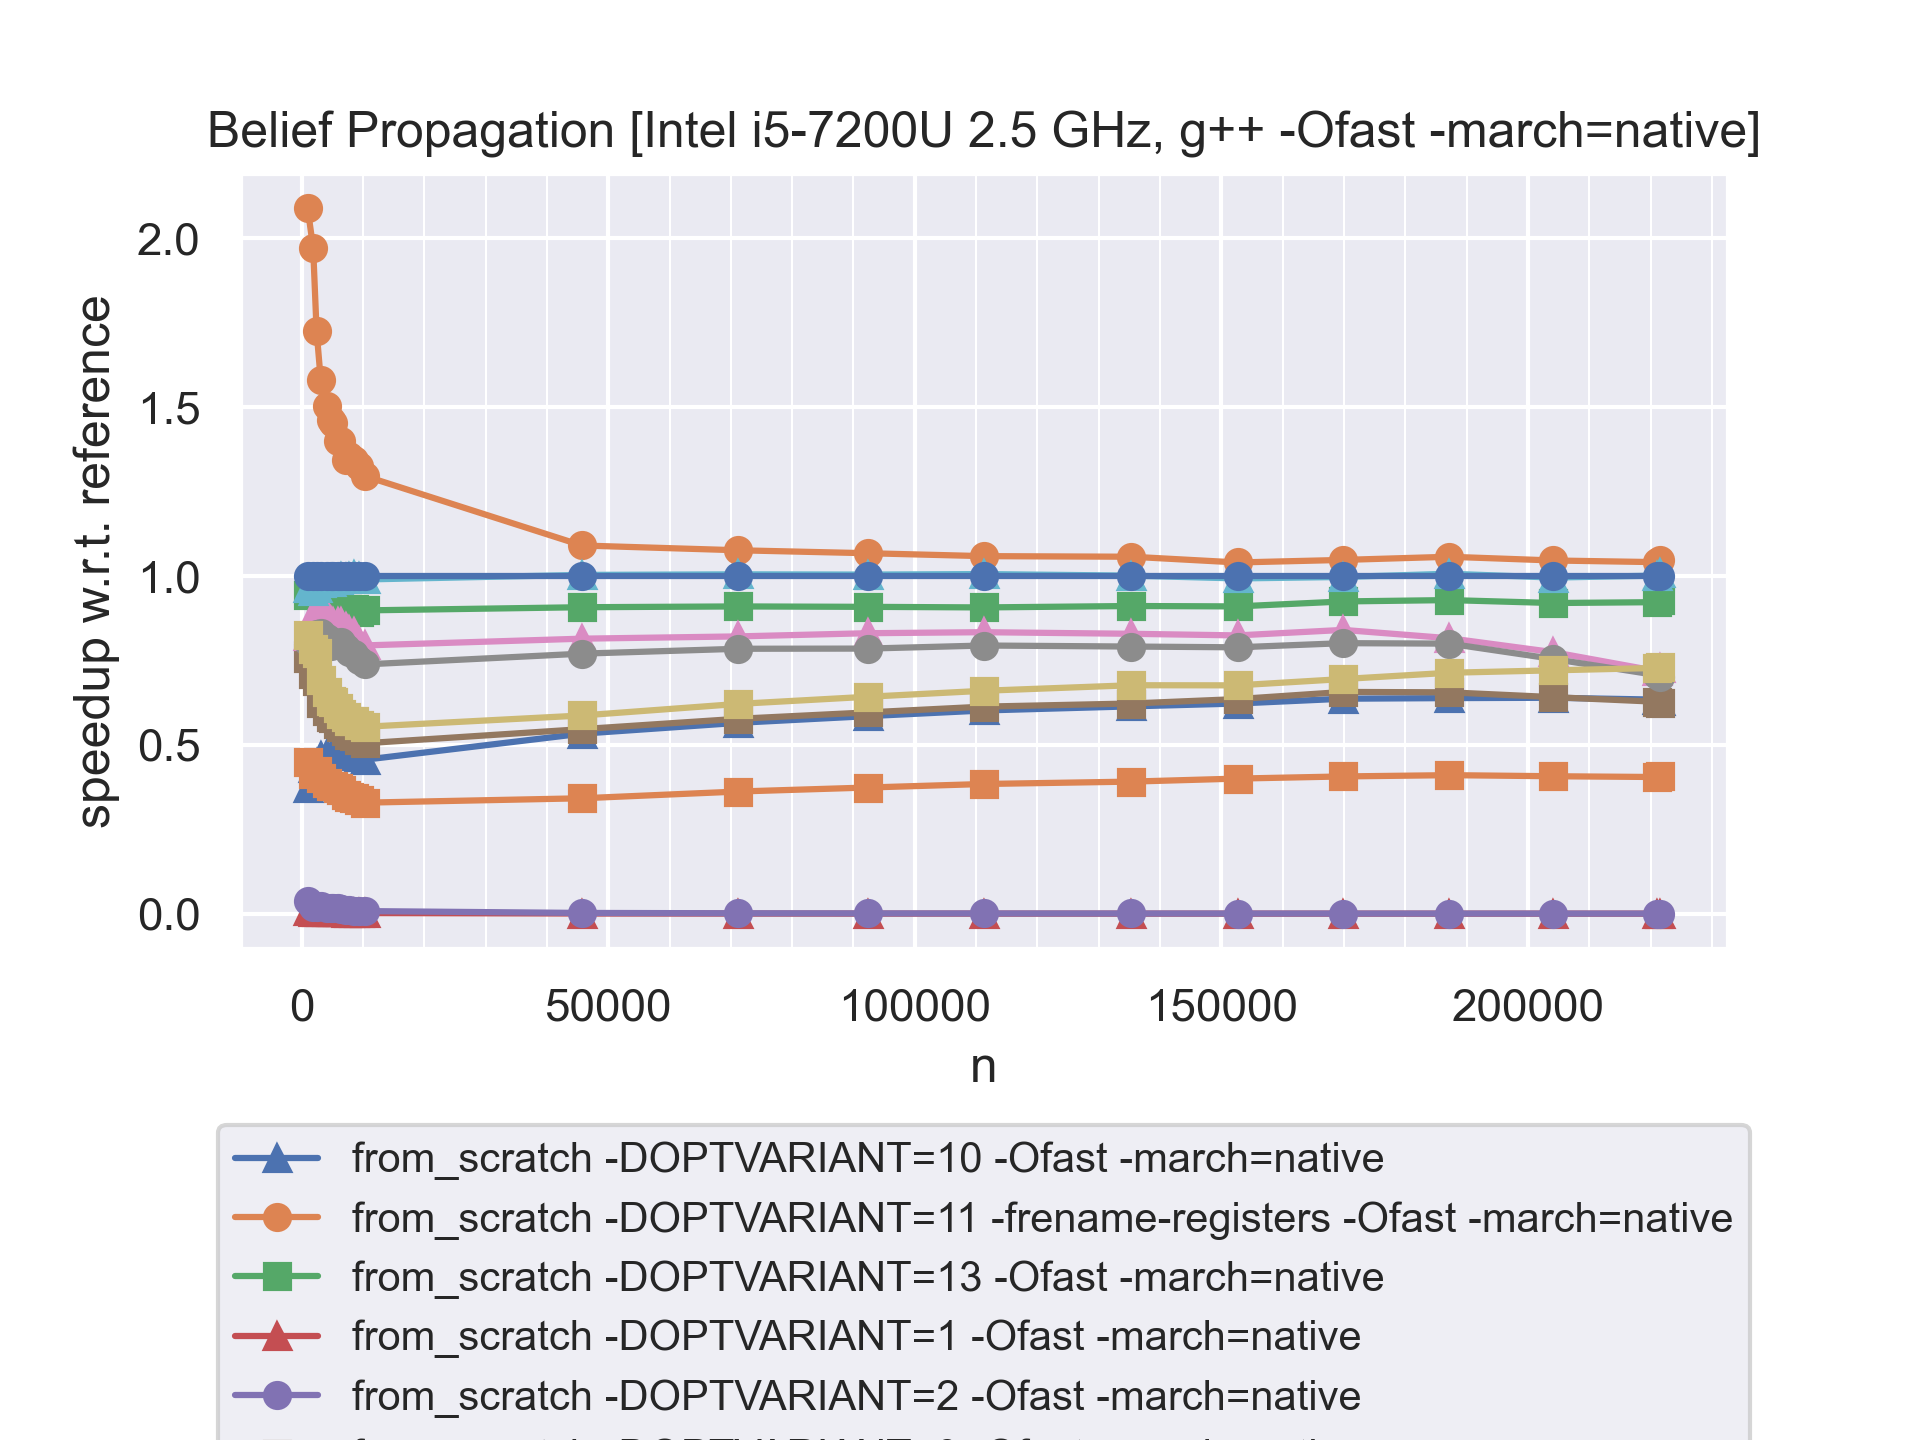 Belief Propagation [Intel i5-7200U 2.5 GHz, g++ -Ofast -march=native]
speedup w.r.t. reference
2.0
1.5
1.0
0.5
0.0
0 50000 100000 150000 200000
n
from_scratch -DOPTVARIANT=10 -Ofast -march=native
from_scratch -DOPTVARIANT=11 -frename-registers -Ofast -march=native
from_scratch -DOPTVARIANT=13 -Ofast -march=native
from_scratch -DOPTVARIANT=1 -Ofast -march=native
from_scratch -DOPTVARIANT=2 -Ofast -march=native